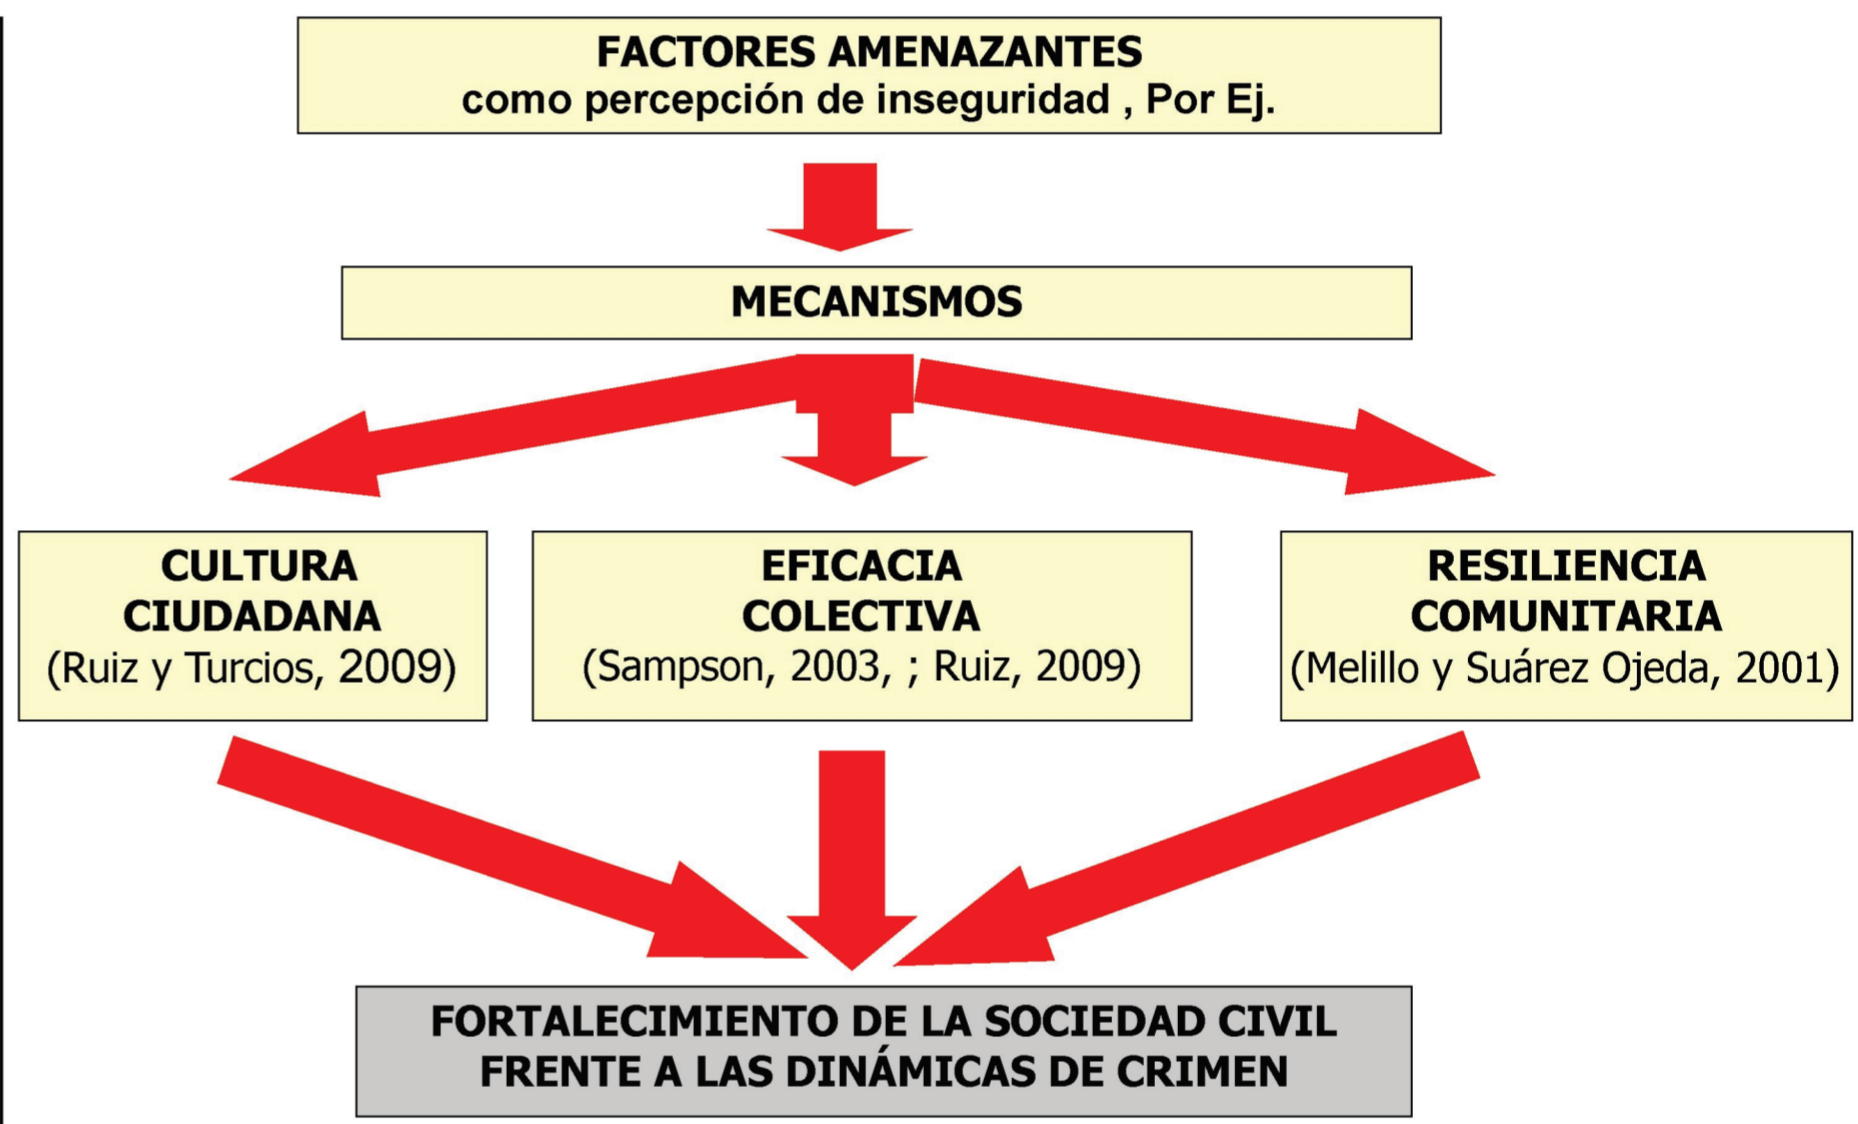 FACTORES AMENAZANTES
como percepción de inseguridad , Por Ej.
MECANISMOS
CULTURA
CIUDADANA
(Ruiz y Turcios, 2009)
EFICACIA
COLECTIVA
(Sampson, 2003, ; Ruiz, 2009)
RESILIENCIA
COMUNITARIA
(Melillo y Suárez Ojeda, 2001)
FORTALECIMIENTO DE LA SOCIEDAD CIVIL
FRENTE A LAS DINÁMICAS DE CRIMEN